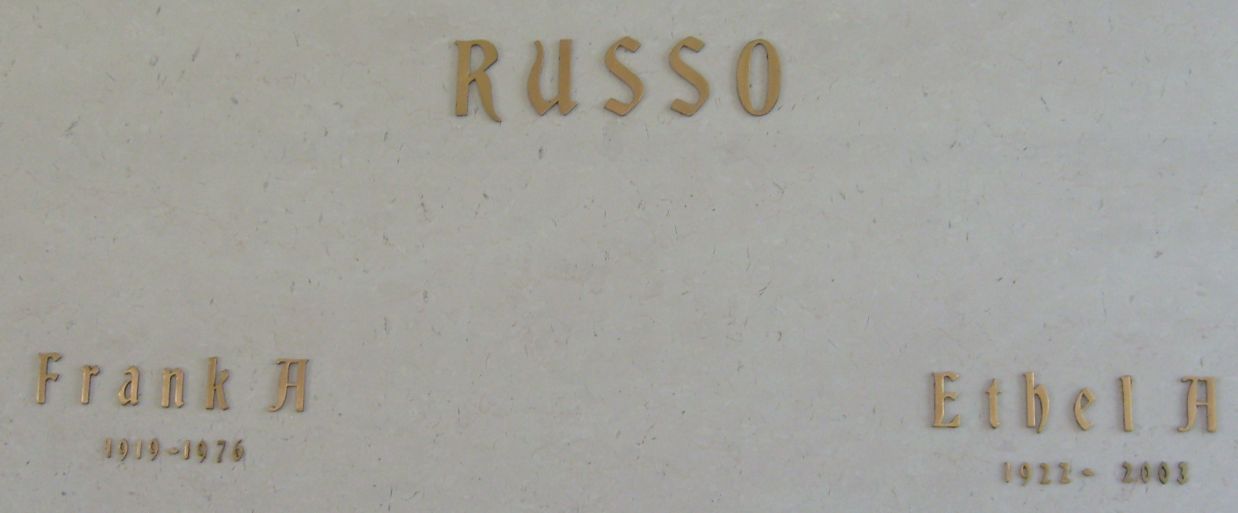 RUSSO
Frank A
1919-1976
Ethel A
1922- 2003